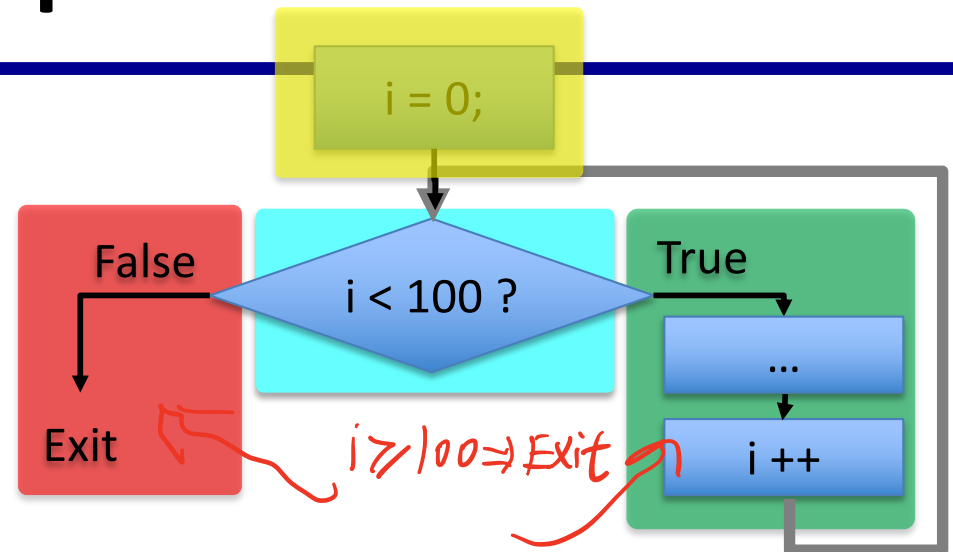 i = 0;
False
i < 100 ?
True
...
i ++
Exit
i ≥ 100 ⇒ Exit